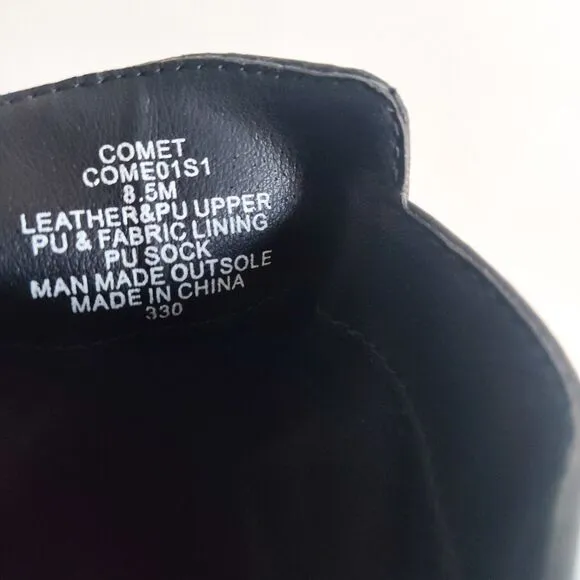 COMET
COME01S1
8.5M
LEATHER&PU UPPER
PU & FABRIC LINING
PU SOCK
MAN MADE OUTSOLE
MADE IN CHINA
330